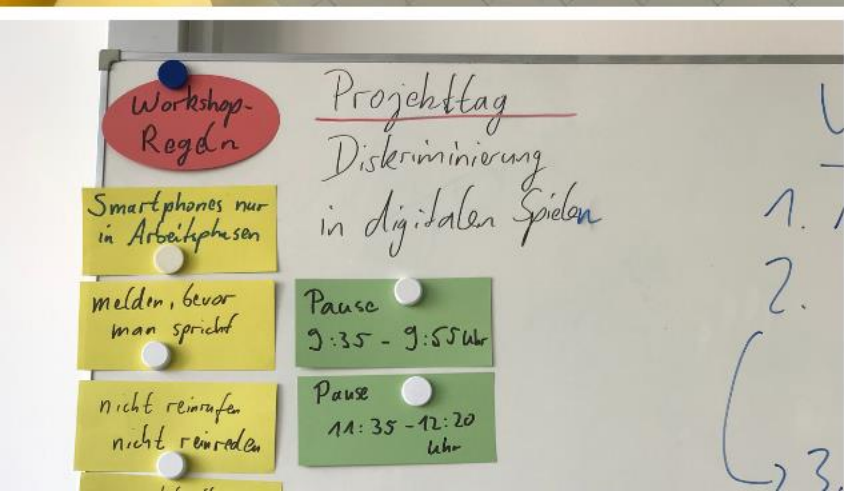 Workshop-
Regeln
Projekttag
Diskriminierung
in digitalen Spielen
Smartphones nur
in Arbeitsphasen
melden, bevor
man spricht
nicht reinrufen
nicht reinreden
Pause
9:35 - 9:55 Uhr
Pause
11:35 - 12:20
Uhr
1.
2.
3.